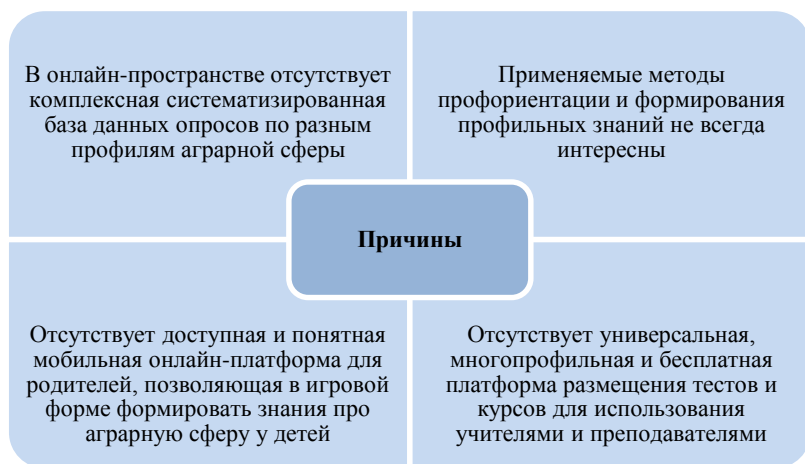 В онлайн-пространстве отсутствует
комплексная систематизированная
база данных опросов по разным
профилям аграрной сферы
Применяемые методы
профориентации и формирования
профильных знаний не всегда
интересны
Причины
Отсутствует доступная и понятная
мобильная онлайн-платформа для
родителей, позволяющая в игровой
форме формировать знания про
аграрную сферу у детей
Отсутствует универсальная,
многопрофильная и бесплатная
платформа размещения тестов и
курсов для использования
учителями и преподавателями